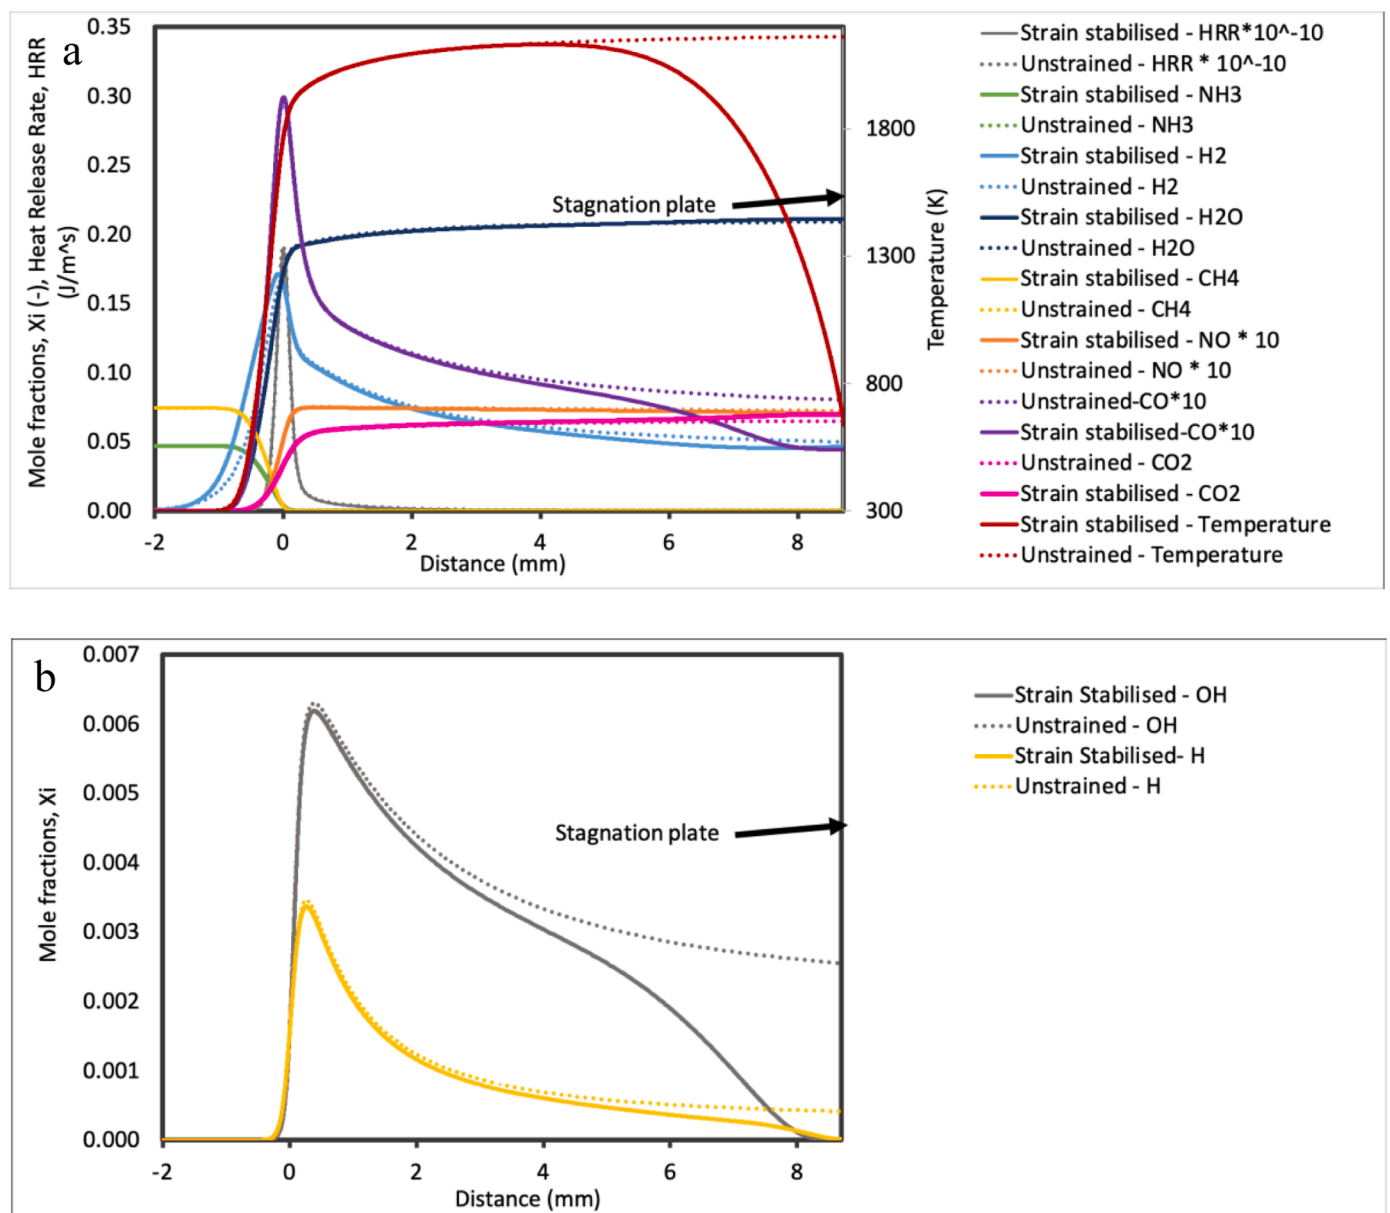 a
Mole fractions, Xi (-), Heat Release Rate, HRR
(J/m^s)
0.35
0.30
0.25
0.20
0.15
0.10
0.05
0.00
-2
0
2
4
6
8
Distance (mm)
Stagnation plate
1800
1300
800
300
Temperature (K)
Strain stabilised - HRR*10^-10
Unstrained - HRR * 10^-10
Strain stabilised - NH3
Unstrained - NH3
Strain stabilised - H2
Unstrained - H2
Strain stabilised - H2O
Unstrained - H2O
Strain stabilised - CH4
Unstrained - CH4
Strain stabilised - NO * 10
Unstrained - NO * 10
Unstrained-CO*10
Strain stabilised-CO*10
Unstrained - CO2
Strain stabilised - CO2
Strain stabilised - Temperature
Unstrained - Temperature
b
Mole fractions, Xi
0.007
0.006
0.005
0.004
0.003
0.002
0.001
0.000
-2
0
2
4
6
8
Distance (mm)
Stagnation plate
Strain Stabilised - OH
Unstrained - OH
Strain Stabilised- H
Unstrained - H